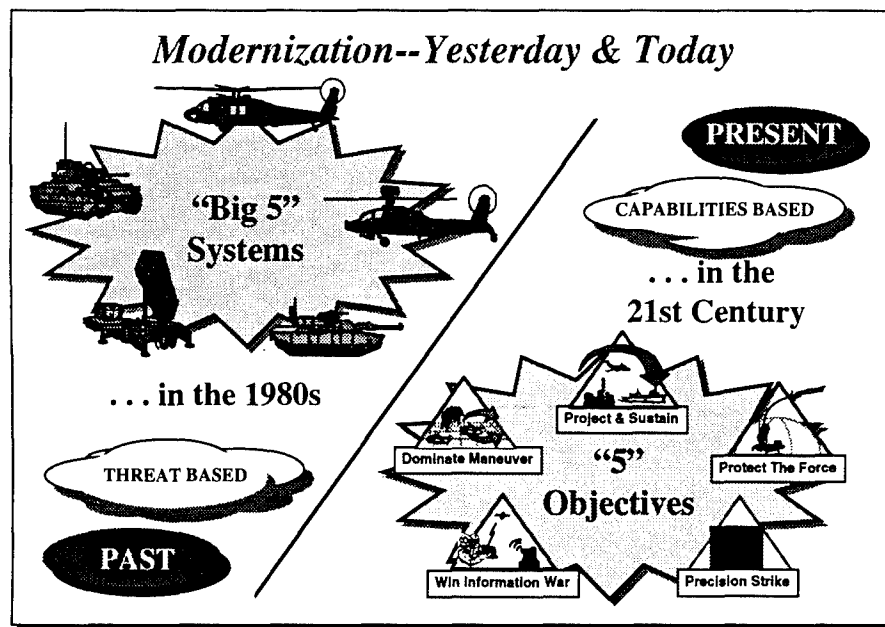 Modernization--Yesterday & Today
"Big 5"
Systems
. . . in the 1980s
THREAT BASED
PAST
PRESENT
CAPABILITIES BASED
. . . in the
21st Century
Project & Sustain
Dominate Maneuver
Protect The Force
"5"
Objectives
Win Information War
Precision Strike